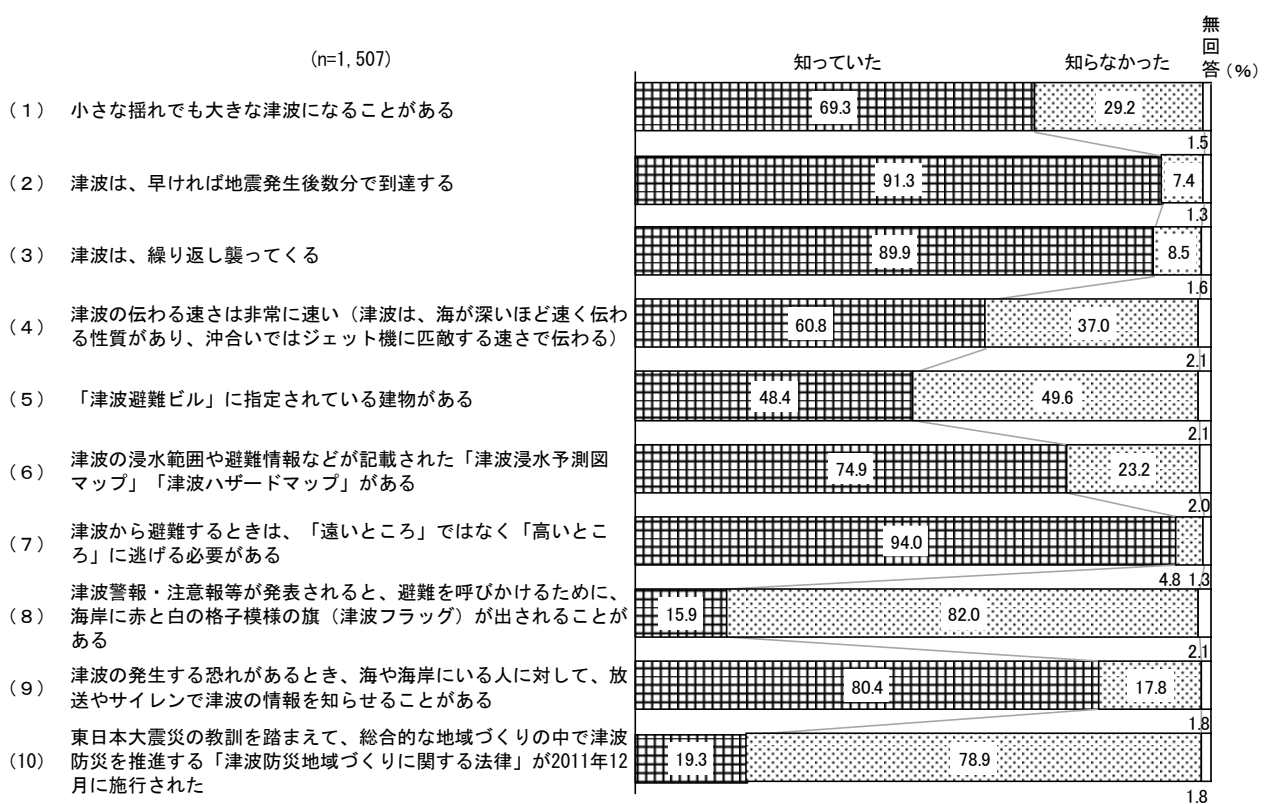 無
回
答
(n=1,507)
知っていた
知らなかった
(%)
(1) 小さな揺れでも大きな津波になることがある
69.3
29.2
1.5
(2) 津波は、早ければ地震発生後数分で到達する
91.3
7.4
1.3
(3) 津波は、繰り返し襲ってくる
89.9
8.5
1.6
(4) 津波の伝わる速さは非常に速い（津波は、海が深いほど速く伝わ
る性質があり、沖合いではジェット機に匹敵する速さで伝わる）
60.8
37.0
2.1
(5) 「津波避難ビル」に指定されている建物がある
48.4
49.6
2.1
(6) 津波の浸水範囲や避難情報などが記載された「津波浸水予測図
マップ」「津波ハザードマップ」がある
74.9
23.2
2.0
(7) 津波から避難するときは、「遠いところ」ではなく「高いとこ
ろ」に逃げる必要がある
94.0
4.8
1.3
(8) 津波警報・注意報等が発表されると、避難を呼びかけるために、
海岸に赤と白の格子模様の旗（津波フラッグ）が出されることが
ある
15.9
82.0
2.1
(9) 津波の発生する恐れがあるとき、海や海岸にいる人に対して、放
送やサイレンで津波の情報を知らせることがある
80.4
17.8
1.8
(10) 東日本大震災の教訓を踏まえて、総合的な地域づくりの中で津波
防災を推進する「津波防災地域づくりに関する法律」が2011年12
月に施行された
19.3
78.9
1.8